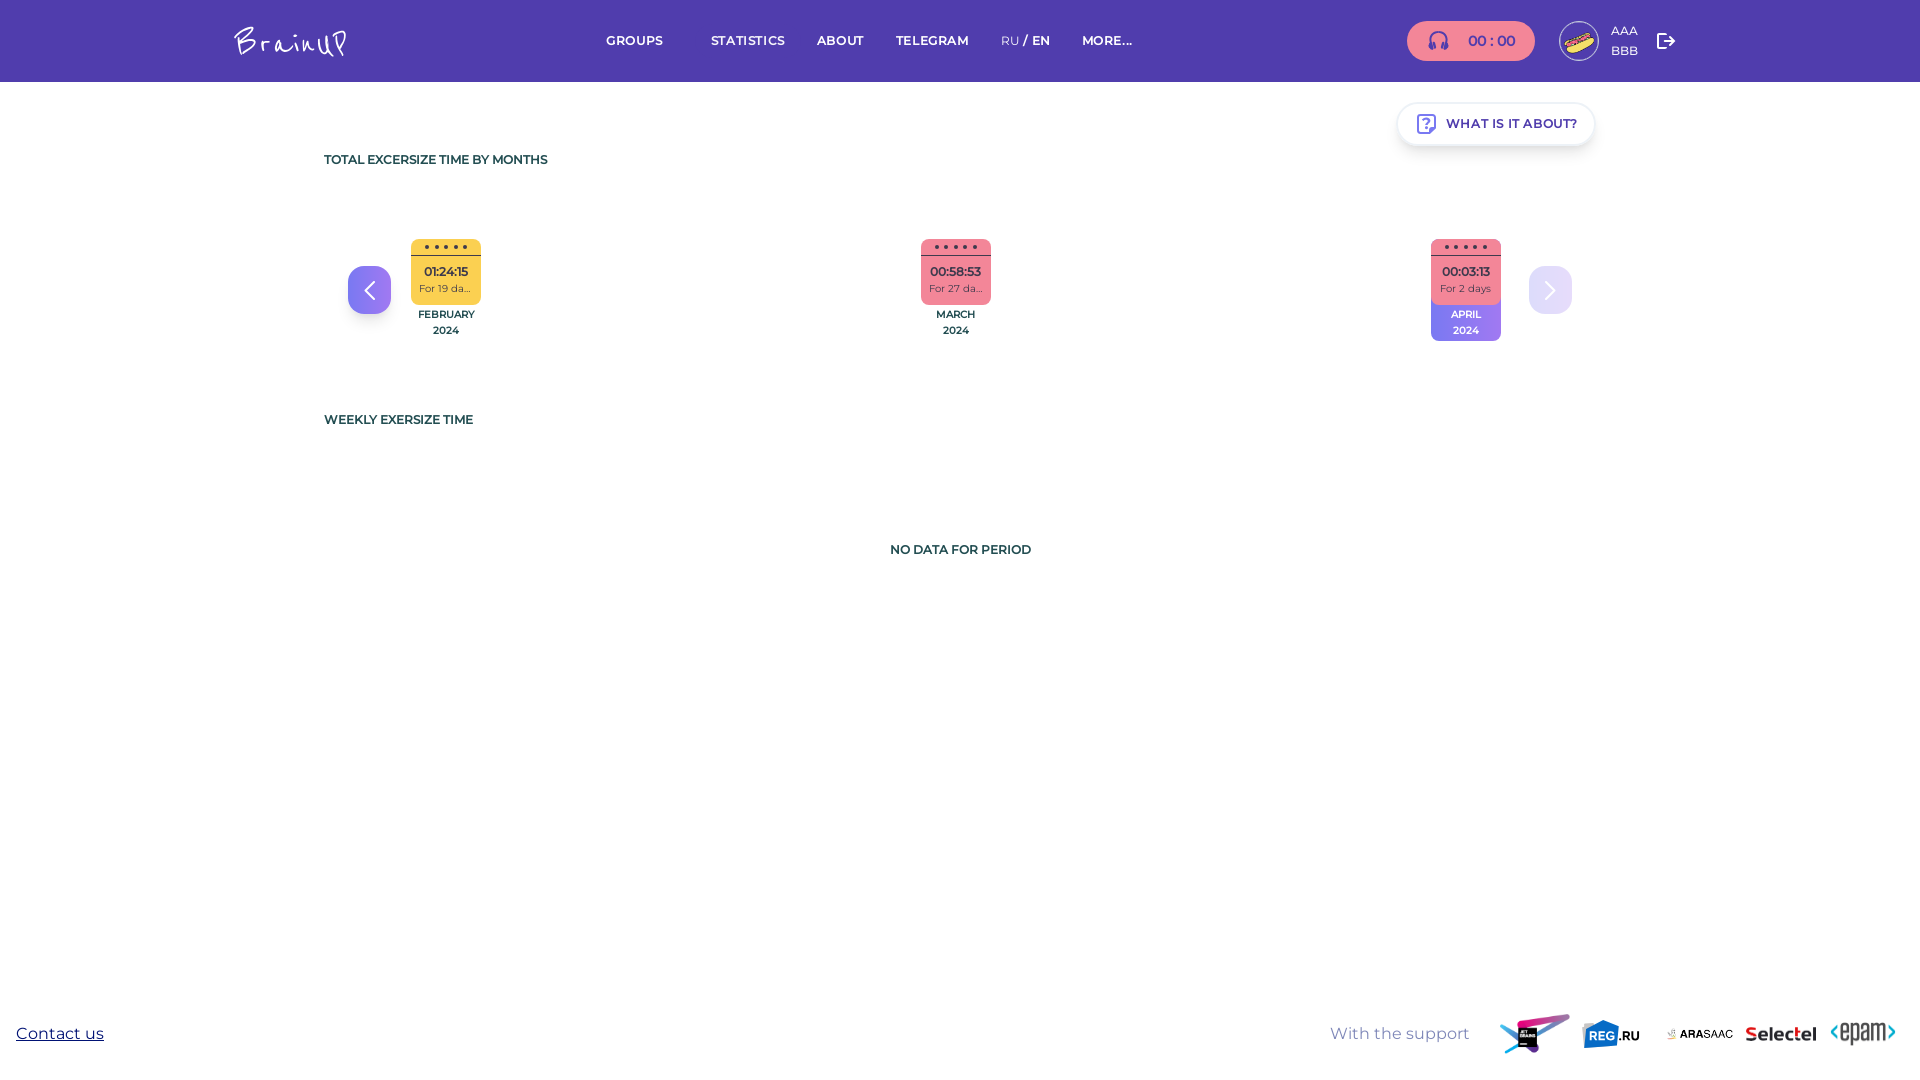 BrainUP
GROUPS
STATISTICS
ABOUT
TELEGRAM
RU / EN
MORE...
00 : 00
AAA
BBB
WHAT IS IT ABOUT?
TOTAL EXCERSIZE TIME BY MONTHS
01:24:15
For 19 da...
FEBRUARY
2024
00:58:53
For 27 da...
MARCH
2024
00:03:13
For 2 days
APRIL
2024
WEEKLY EXERSIZE TIME
NO DATA FOR PERIOD
Contact us
With the support
JET
BRAINS
REG.RU
ARASAAC
Selectel
<epam>